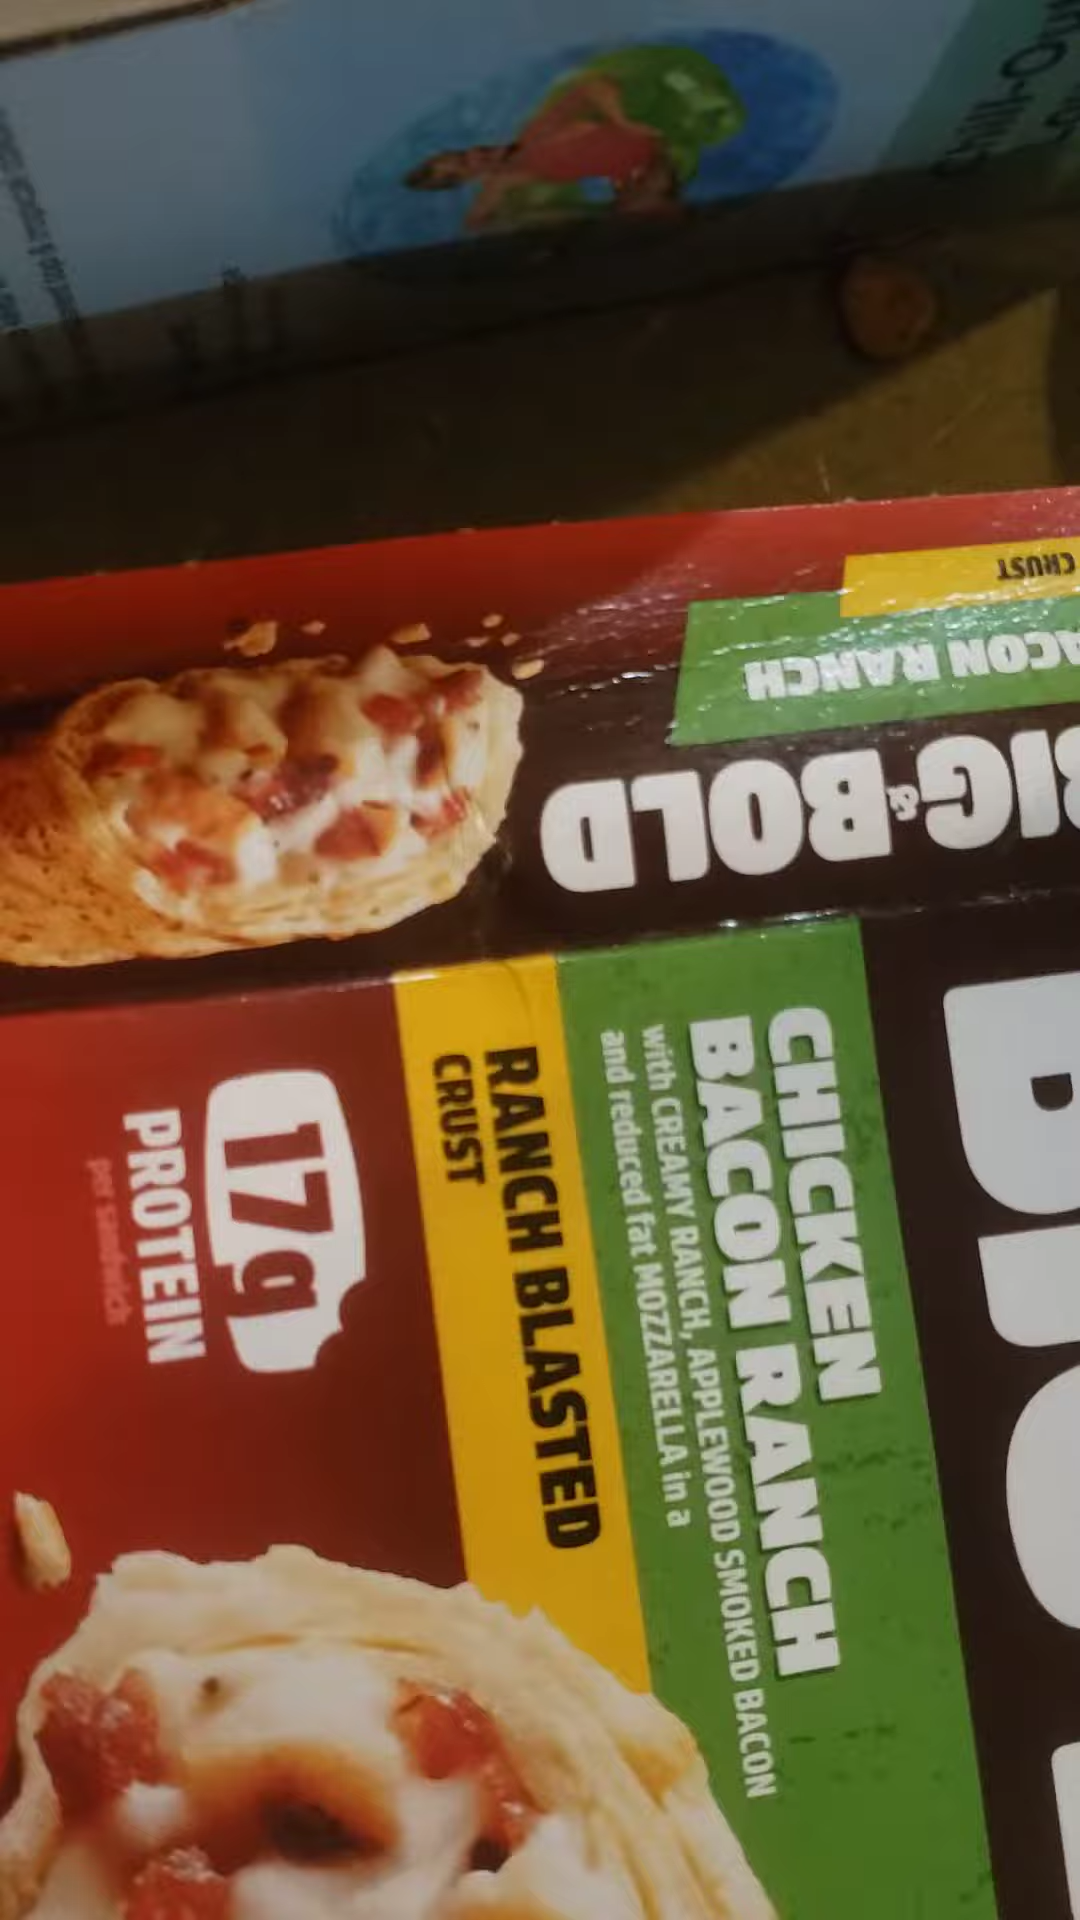 CRUST
ACON RANCH
BIG & BOLD
CHICKEN
BACON RANCH
with CREAMY RANCH, APPLEWOOD SMOKED BACON
and reduced fat MOZZARELLA in a
RANCH BLASTED
CRUST
17g
PROTEIN
per sandwich